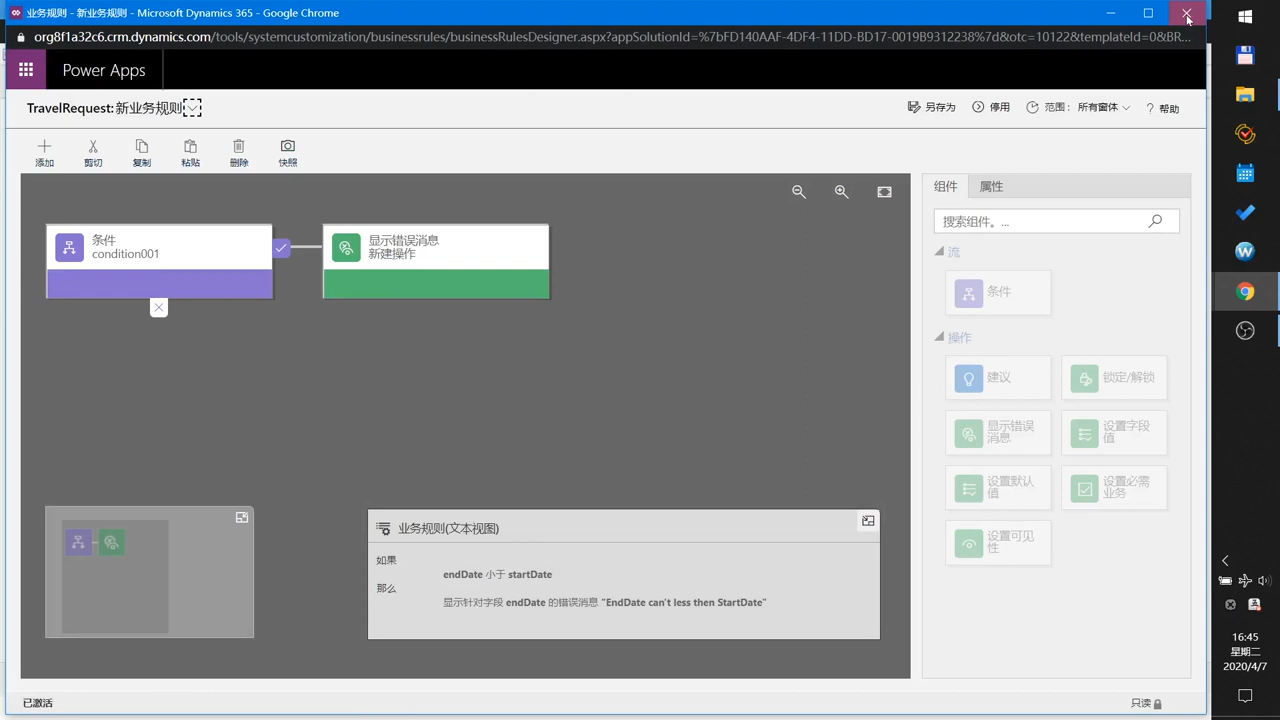 业务规则 - 新业务规则 - Microsoft Dynamics 365 - Google Chrome
org8f1a32c6.crm.dynamics.com/tools/systemcustomization/businessrules/businessRulesDesigner.aspx?appSolutionId=%7bFD140AAF-4DF4-11DD-BD17-0019B9312238%7d&otc=10122&templateId=0&BR...
Power Apps
TravelRequest:新业务规则
另存为
停用
范围: 所有窗体
? 帮助
添加
剪切
复制
粘贴
删除
快照
条件
condition001
显示错误消息
新建操作
组件
属性
搜索组件。...
流
条件
操作
建议
锁定/解锁
显示错误
消息
设置字段
值
设置默认
值
设置必需
业务
设置可见
性
业务规则(文本视图)
如果
endDate 小于 startDate
那么
显示针对字段 endDate 的错误消息 "EndDate can't less then StartDate"
已激活
只读
16:45
星期二
2020/4/7